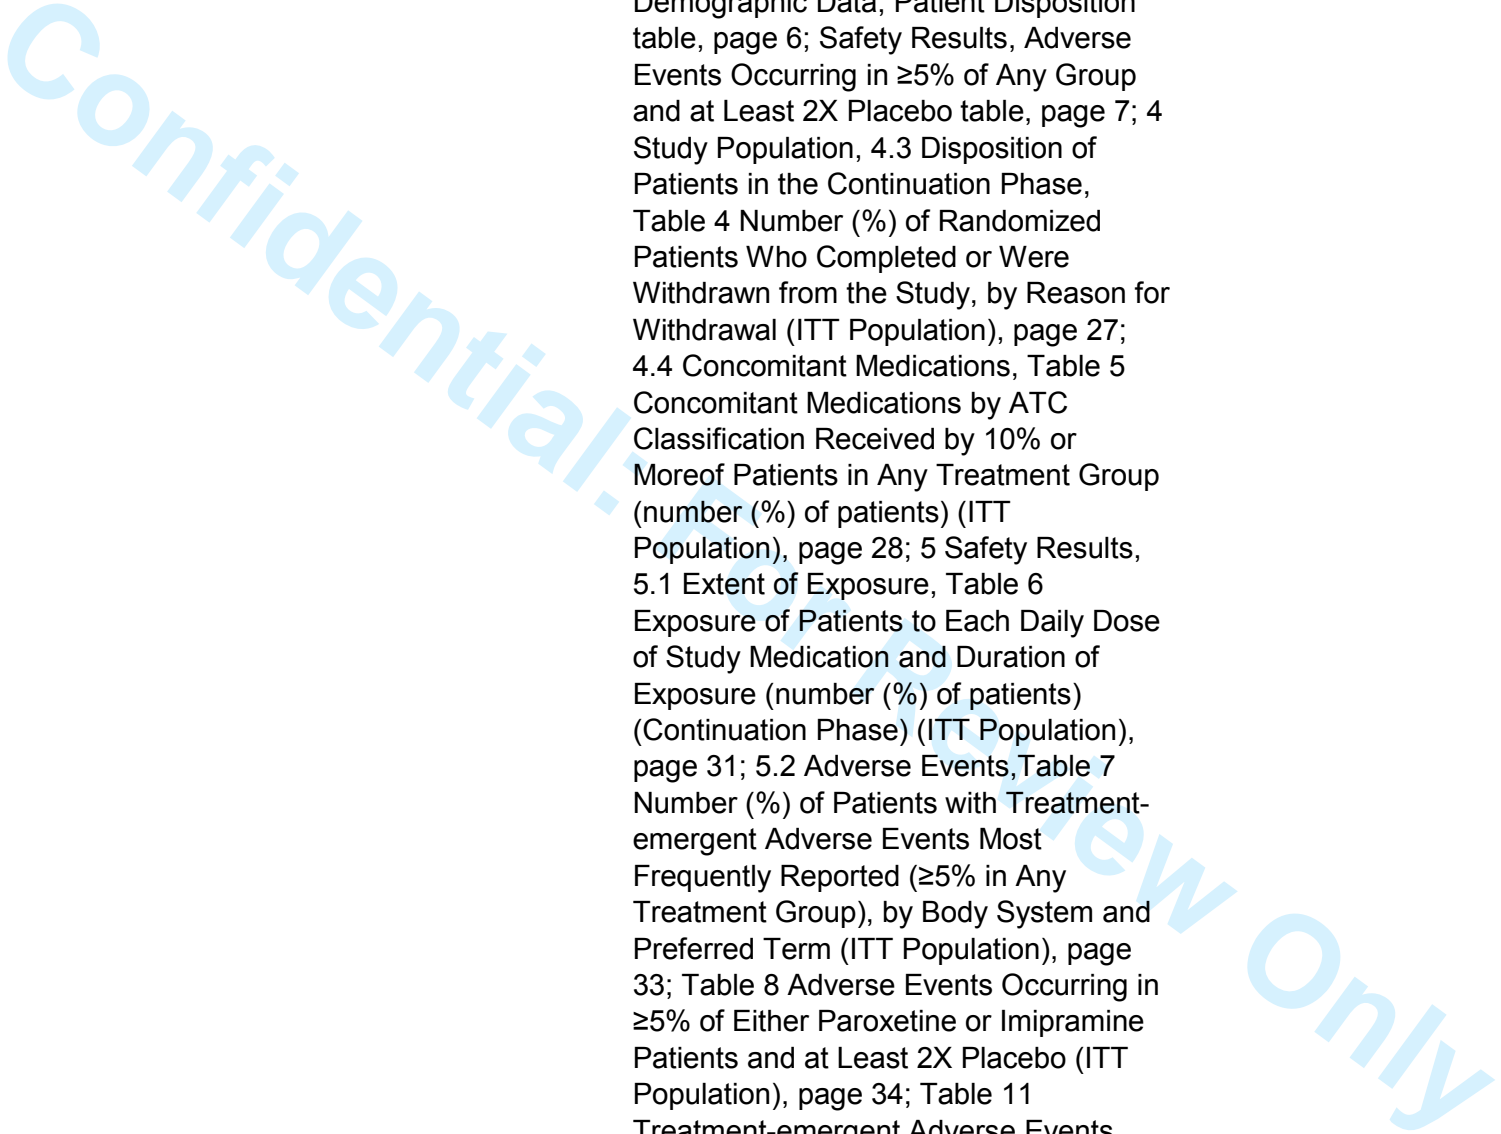 Demographic Data, Patient Disposition
table, page 6; Safety Results, Adverse
Events Occurring in ≥5% of Any Group
and at Least 2X Placebo table, page 7; 4
Study Population, 4.3 Disposition of
Patients in the Continuation Phase,
Table 4 Number (%) of Randomized
Patients Who Completed or Were
Withdrawn from the Study, by Reason for
Withdrawal (ITT Population), page 27;
4.4 Concomitant Medications, Table 5
Concomitant Medications by ATC
Classification Received by 10% or
Moreof Patients in Any Treatment Group
(number (%) of patients) (ITT
Population), page 28; 5 Safety Results,
5.1 Extent of Exposure, Table 6
Exposure of Patients to Each Daily Dose
of Study Medication and Duration of
Exposure (number (%) of patients)
(Continuation Phase) (ITT Population),
page 31; 5.2 Adverse Events,Table 7
Number (%) of Patients with Treatment-
emergent Adverse Events Most
Frequently Reported (≥5% in Any
Treatment Group), by Body System and
Preferred Term (ITT Population), page
33; Table 8 Adverse Events Occurring in
≥5% of Either Paroxetine or Imipramine
Patients and at Least 2X Placebo (ITT
Population), page 34; Table 11
Treatment-emergent Adverse Events
Confidential: For Review Only